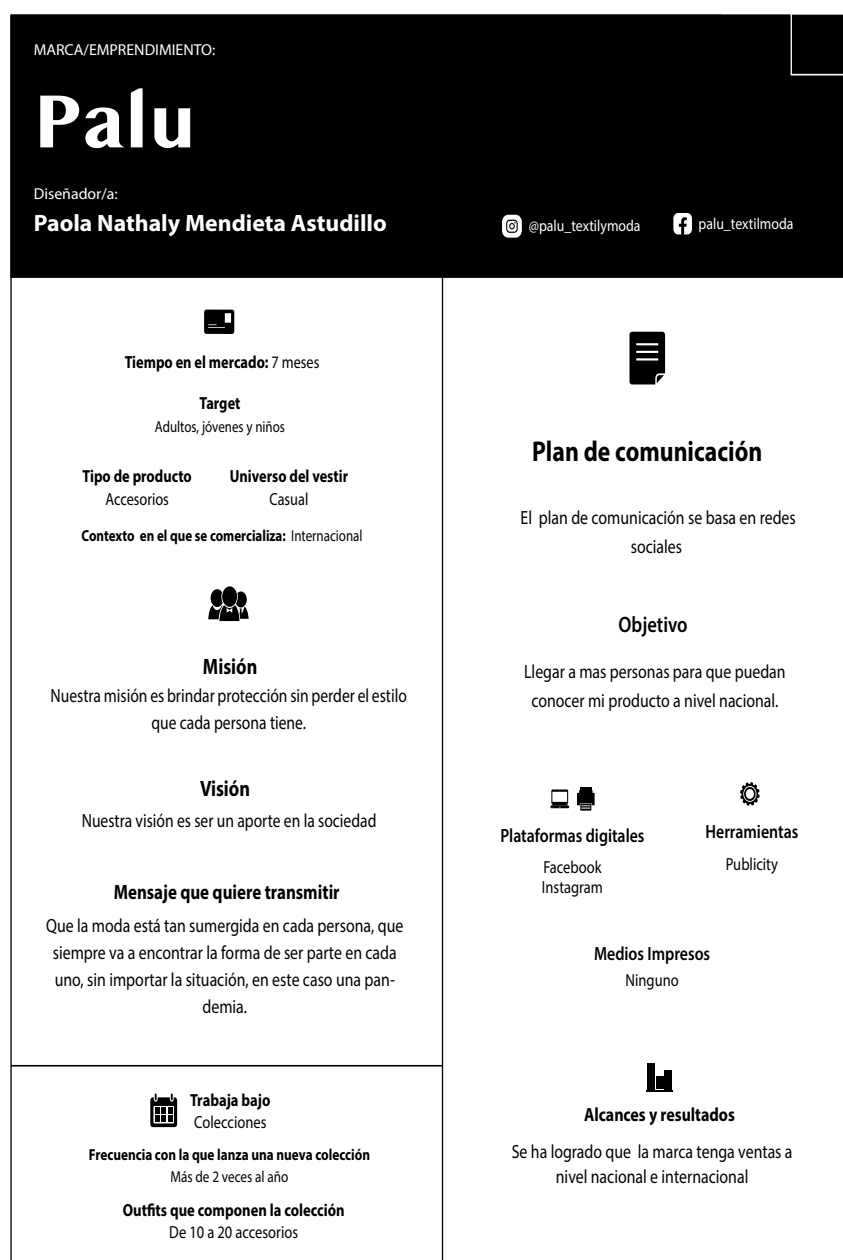 MARCA/EMPRENDIMIENTO:
Palu
Diseñador/a:
Paola Nathaly Mendieta Astudillo
@palu_textilymoda
palu_textilmoda
Tiempo en el mercado: 7 meses
Target
Adultos, jóvenes y niños
Tipo de producto
Accesorios
Universo del vestir
Casual
Contexto en el que se comercializa: Internacional
Misión
Nuestra misión es brindar protección sin perder el estilo
que cada persona tiene.
Visión
Nuestra visión es ser un aporte en la sociedad
Mensaje que quiere transmitir
Que la moda está tan sumergida en cada persona, que
siempre va a encontrar la forma de ser parte en cada
uno, sin importar la situación, en este caso una pan-
demia.
Trabaja bajo
Colecciones
Frecuencia con la que lanza una nueva colección
Más de 2 veces al año
Outfits que componen la colección
De 10 a 20 accesorios
Plan de comunicación
El plan de comunicación se basa en redes
sociales
Objetivo
Llegar a mas personas para que puedan
conocer mi producto a nivel nacional.
Plataformas digitales
Facebook
Instagram
Herramientas
Publicity
Medios Impresos
Ninguno
Alcances y resultados
Se ha logrado que la marca tenga ventas a
nivel nacional e internacional